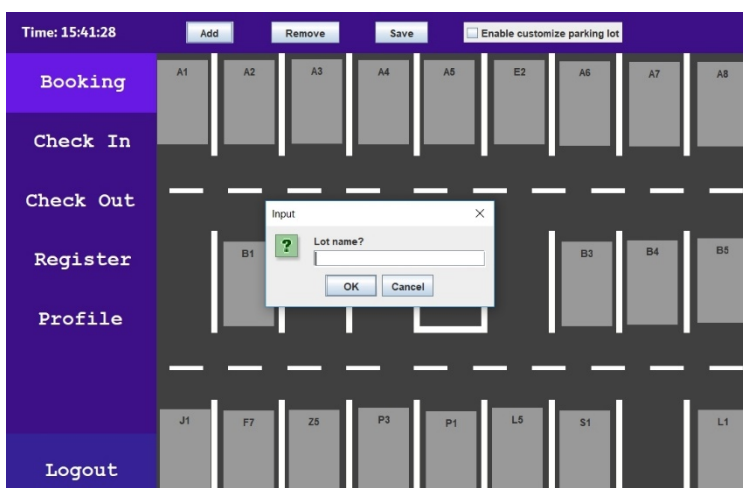 Time: 15:41:28
Add
Remove
Save
Enable customize parking lot
Booking
Check In
Check Out
Register
Profile
Logout
A1 A2 A3 A4 A5 E2 A6 A7 A8
Input
Lot name?
OK Cancel
B1 B3 B4 B5
J1 F7 Z5 P3 P1 L5 S1 L1